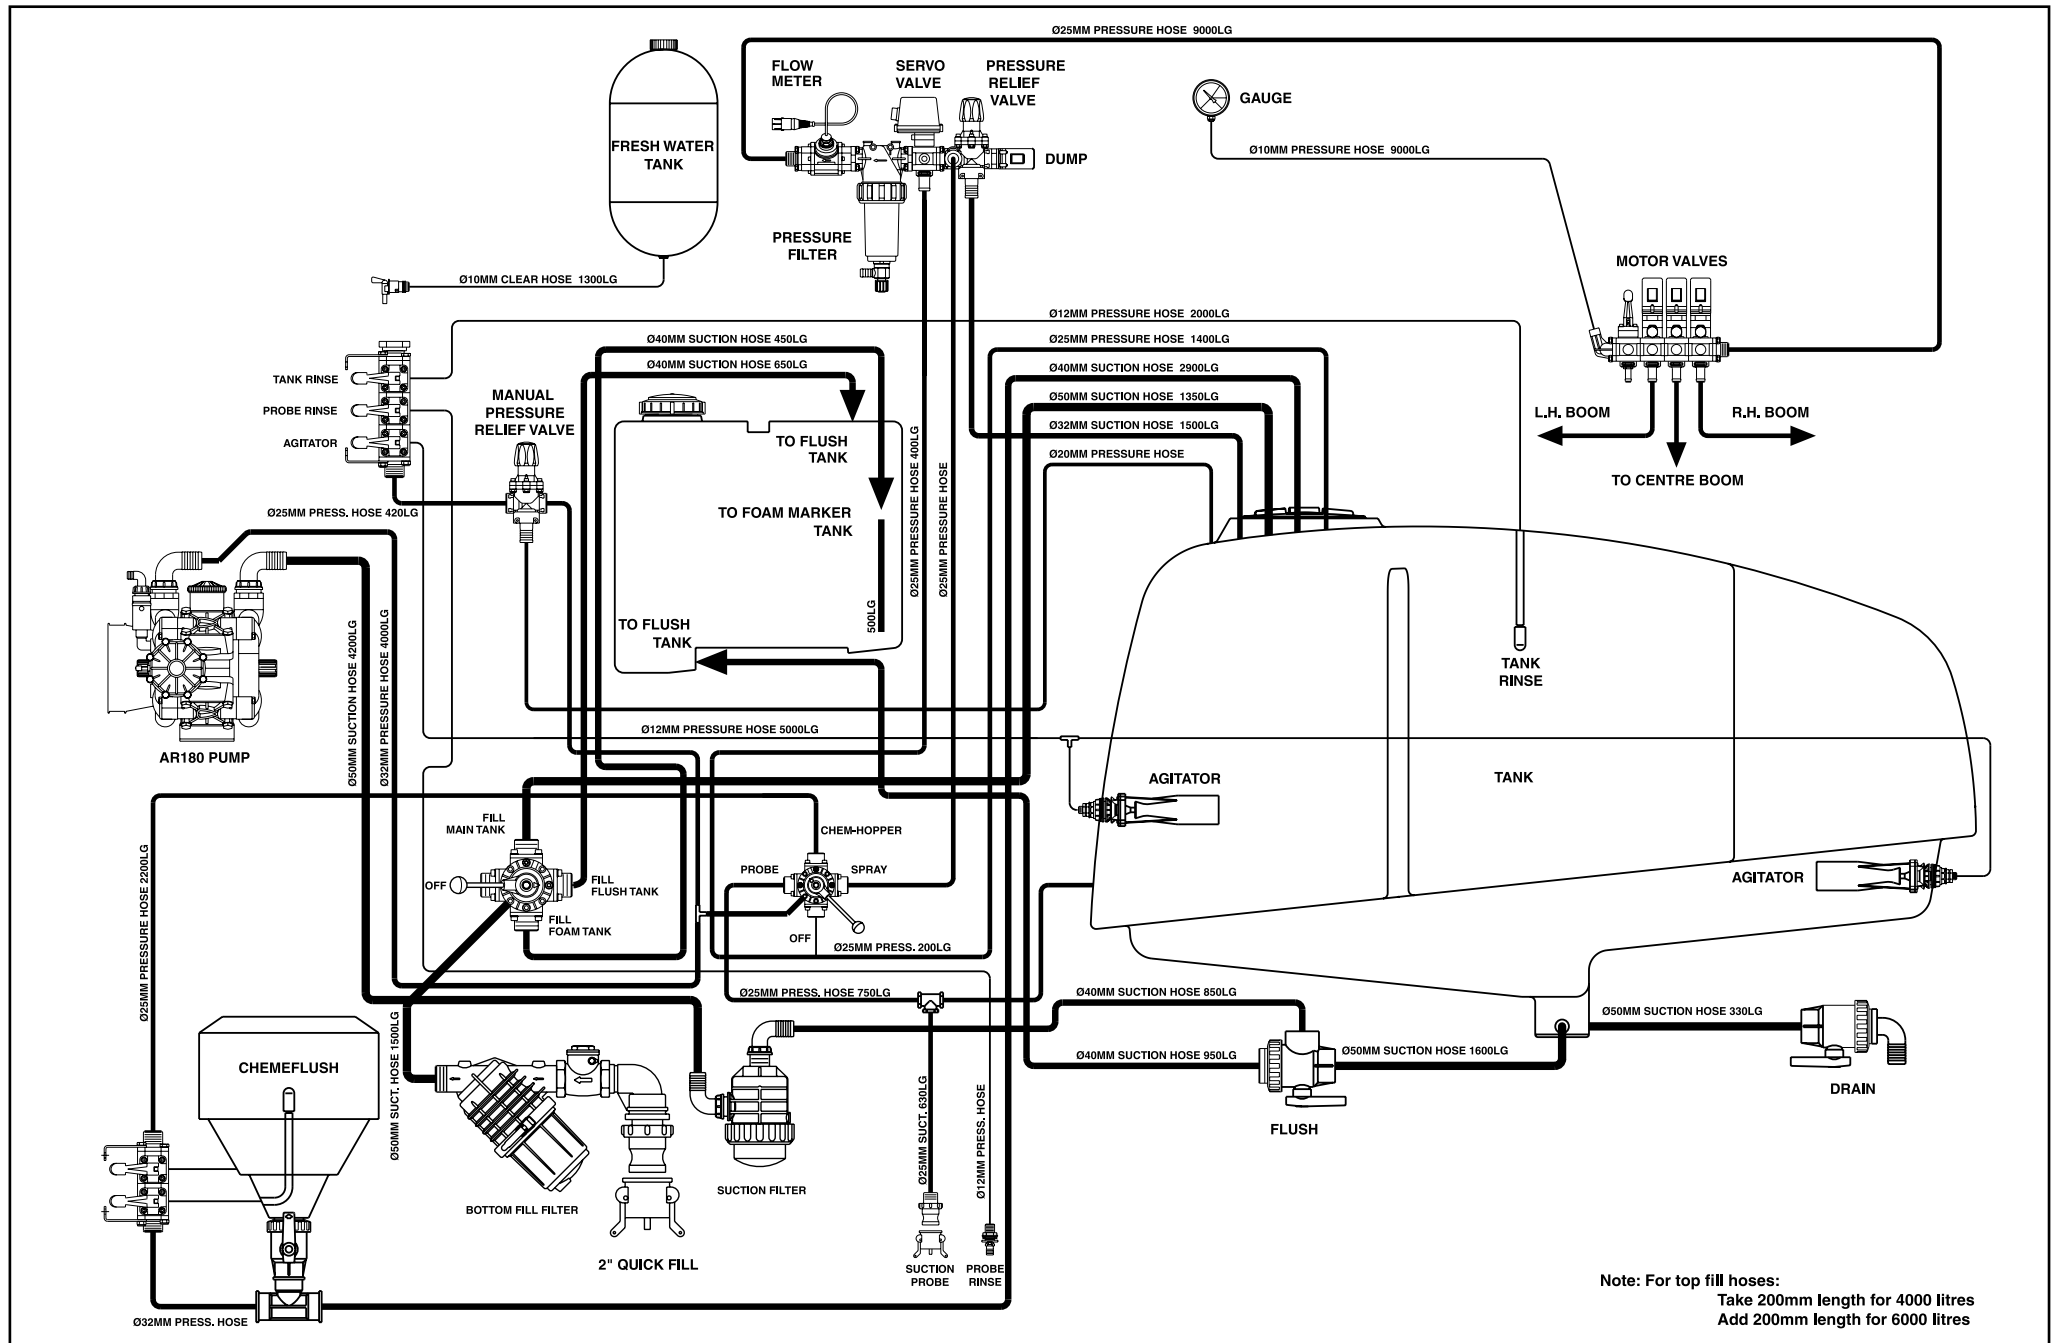 Ø25MM PRESSURE HOSE 9000LG
FLOW
METER
SERVO
VALVE
PRESSURE
RELIEF
VALVE
GAUGE
FRESH WATER
TANK
DUMP
Ø10MM PRESSURE HOSE 9000LG
PRESSURE
FILTER
MOTOR VALVES
Ø10MM CLEAR HOSE 1300LG
Ø12MM PRESSURE HOSE 2000LG
Ø40MM SUCTION HOSE 450LG
Ø25MM PRESSURE HOSE 1400LG
Ø40MM SUCTION HOSE 650LG
Ø40MM SUCTION HOSE 2900LG
TANK RINSE
PROBE RINSE
AGITATOR
MANUAL
PRESSURE
RELIEF VALVE
Ø50MM SUCTION HOSE 1350LG
Ø32MM SUCTION HOSE 1500LG
Ø20MM PRESSURE HOSE
L.H. BOOM
R.H. BOOM
TO CENTRE BOOM
TO FLUSH
TANK
Ø25MM PRESS. HOSE 420LG
TO FOAM MARKER
TANK
Ø25MM PRESSURE HOSE 400LG
Ø25MM PRESSURE HOSE
500LG
TO FLUSH
TANK
TANK
RINSE
AR180 PUMP
Ø50MM SUCTION HOSE 4200LG
Ø32MM PRESSURE HOSE 4000LG
Ø12MM PRESSURE HOSE 5000LG
AGITATOR
TANK
FILL
MAIN TANK
CHEM-HOPPER
PROBE
SPRAY
OFF
FILL
FLUSH TANK
AGITATOR
FILL
FOAM TANK
OFF
Ø25MM PRESS. 200LG
Ø25MM PRESSURE HOSE 2200LG
Ø25MM PRESS. HOSE 750LG
Ø40MM SUCTION HOSE 850LG
Ø50MM SUCTION HOSE 330LG
Ø50MM SUCT. HOSE 1500LG
Ø40MM SUCTION HOSE 950LG
Ø50MM SUCTION HOSE 1600LG
CHEMEFLUSH
DRAIN
FLUSH
Ø25MM SUCT. 630LG
Ø12MM PRESS. HOSE
SUCTION FILTER
BOTTOM FILL FILTER
2" QUICK FILL
SUCTION
PROBE
PROBE
RINSE
Ø32MM PRESS. HOSE
Note: For top fill hoses:
Take 200mm length for 4000 litres
Add 200mm length for 6000 litres